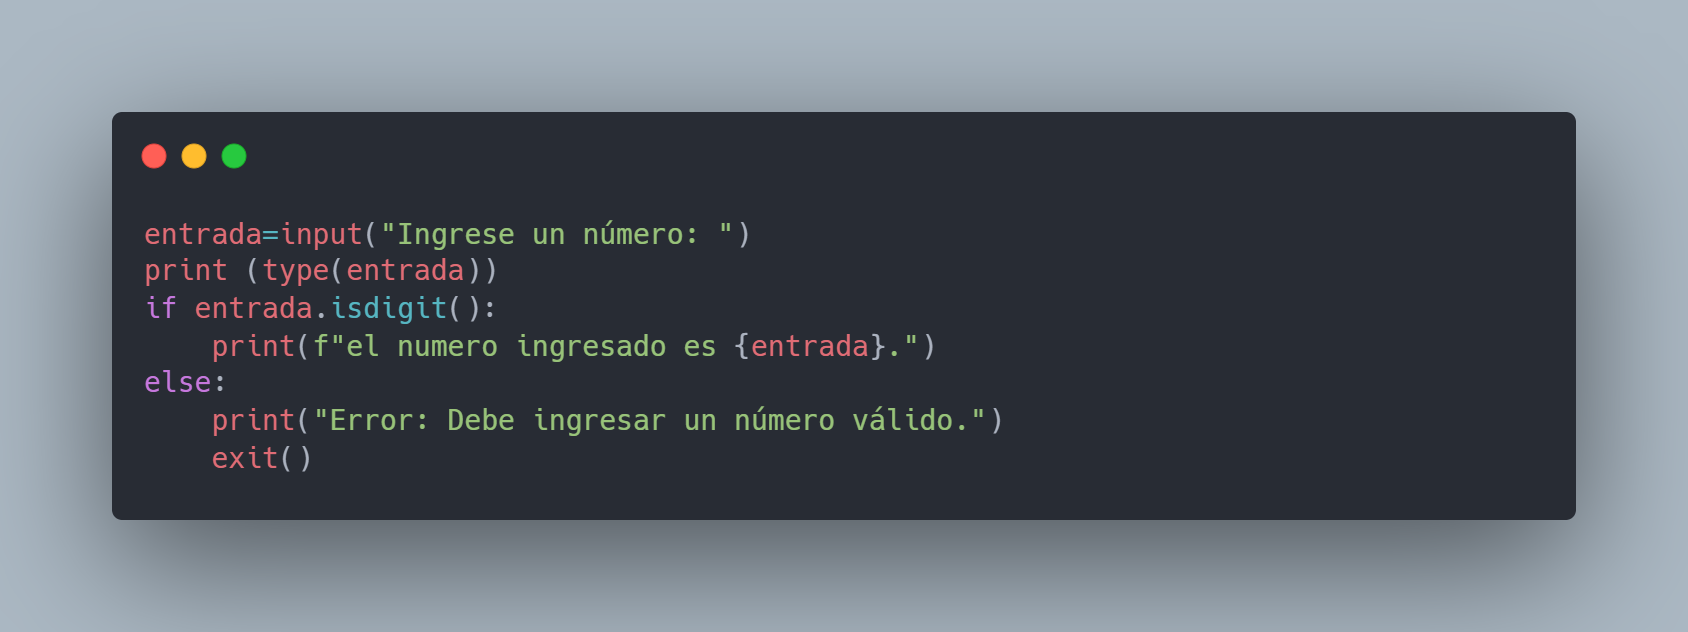 entrada=input("Ingrese un número: ")
print (type(entrada))
if entrada.isdigit():
    print(f"el numero ingresado es {entrada}.")
else:
    print("Error: Debe ingresar un número válido.")
    exit()